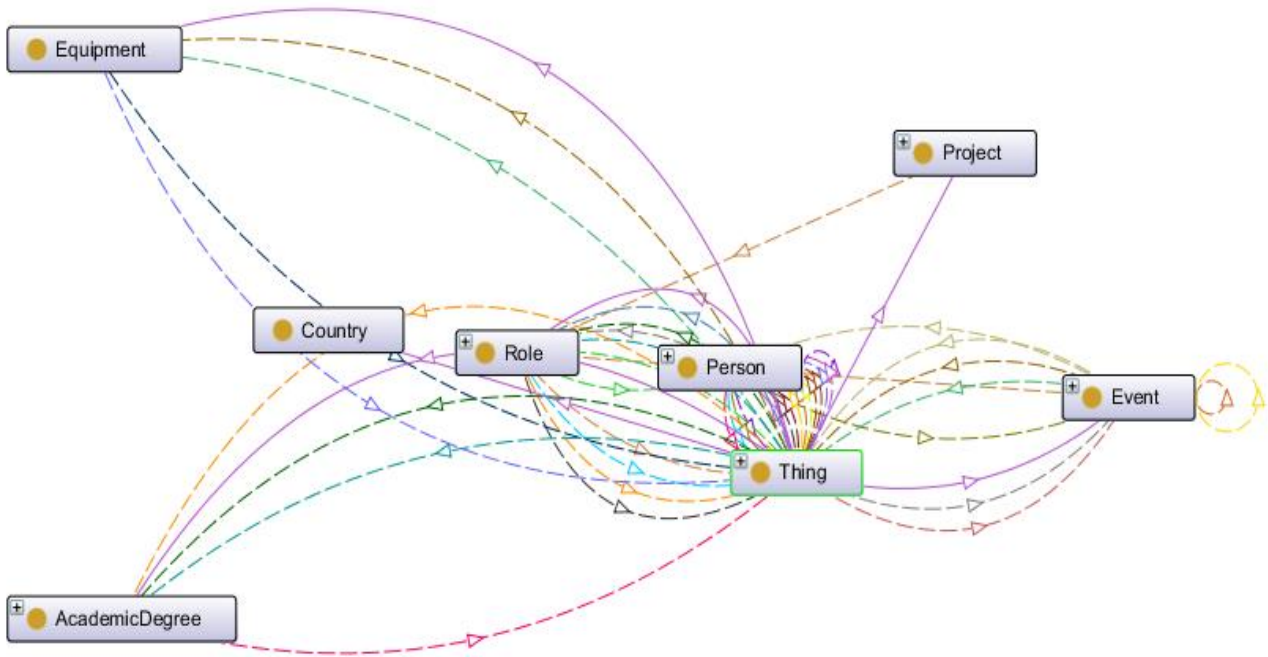 Equipment
Project
Country
Role
Person
Event
Thing
AcademicDegree